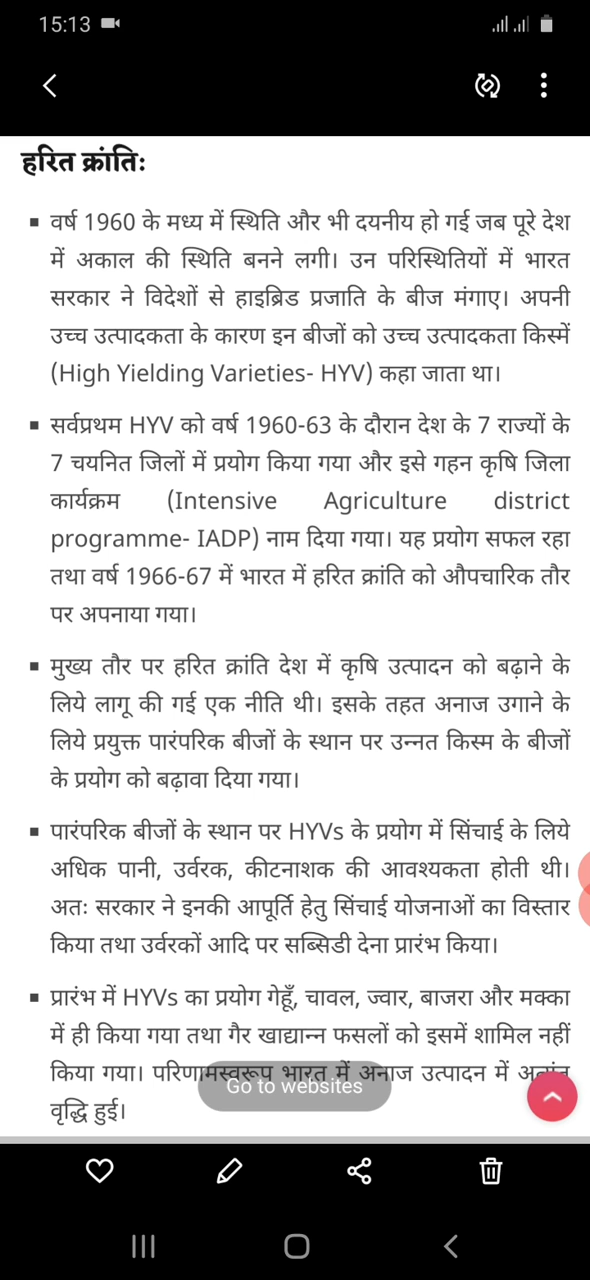 15:13
हरित क्रांतिः
▪ वर्ष 1960 के मध्य में स्थिति और भी दयनीय हो गई जब पूरे देश
में अकाल की स्थिति बनने लगी। उन परिस्थितियों में भारत
सरकार ने विदेशों से हाइब्रिड प्रजाति के बीज मंगाए। अपनी
उच्च उत्पादकता के कारण इन बीजों को उच्च उत्पादकता किस्में
(High Yielding Varieties- HYV) कहा जाता था।
▪ सर्वप्रथम HYV को वर्ष 1960-63 के दौरान देश के 7 राज्यों के
7 चयनित जिलों में प्रयोग किया गया और इसे गहन कृषि जिला
कार्यक्रम (Intensive Agriculture district
programme- IADP) नाम दिया गया। यह प्रयोग सफल रहा
तथा वर्ष 1966-67 में भारत में हरित क्रांति को औपचारिक तौर
पर अपनाया गया।
▪ मुख्य तौर पर हरित क्रांति देश में कृषि उत्पादन को बढ़ाने के
लिये लागू की गई एक नीति थी। इसके तहत अनाज उगाने के
लिये प्रयुक्त पारंपरिक बीजों के स्थान पर उन्नत किस्म के बीजों
के प्रयोग को बढ़ावा दिया गया।
▪ पारंपरिक बीजों के स्थान पर HYVs के प्रयोग में सिंचाई के लिये
अधिक पानी, उर्वरक, कीटनाशक की आवश्यकता होती थी।
अतः सरकार ने इनकी आपूर्ति हेतु सिंचाई योजनाओं का विस्तार
किया तथा उर्वरकों आदि पर सब्सिडी देना प्रारंभ किया।
▪ प्रारंभ में HYVs का प्रयोग गेहूँ, चावल, ज्वार, बाजरा और मक्का
में ही किया गया तथा गैर खाद्यान्न फसलों को इसमें शामिल नहीं
किया गया। परिणामस्वरूप भारत में अनाज उत्पादन में
Go to websites
वृद्धि हुई।